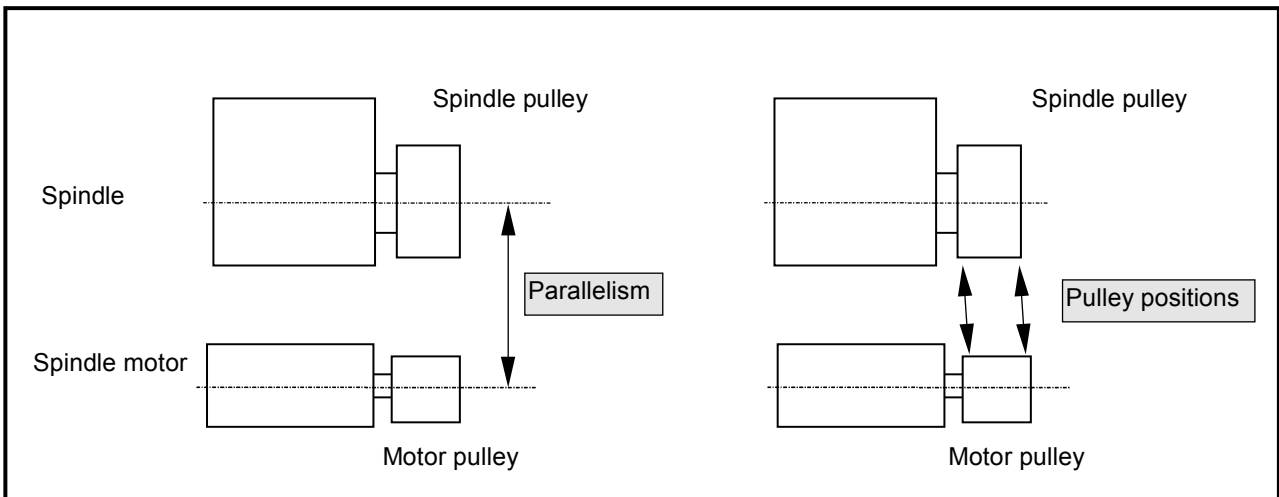 Spindle pulley
Spindle
Parallelism
Spindle motor
Motor pulley
Spindle pulley
Pulley positions
Motor pulley